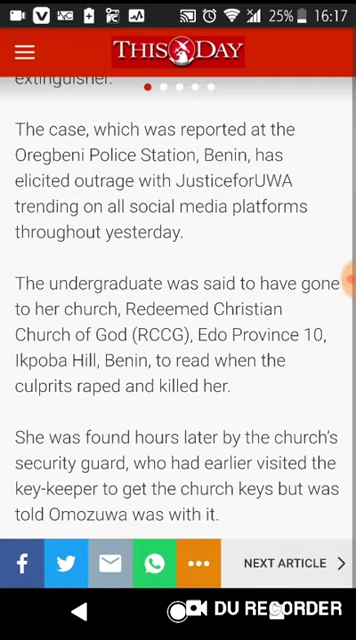 25% 16:17
THISDAY
extinguisher.
The case, which was reported at the
Oregbeni Police Station, Benin, has
elicited outrage with JusticeforUWA
trending on all social media platforms
throughout yesterday.
The undergraduate was said to have gone
to her church, Redeemed Christian
Church of God (RCCG), Edo Province 10,
Ikpoba Hill, Benin, to read when the
culprits raped and killed her.
She was found hours later by the church's
security guard, who had earlier visited the
key-keeper to get the church keys but was
told Omozuwa was with it.
NEXT ARTICLE
DU RECORDER